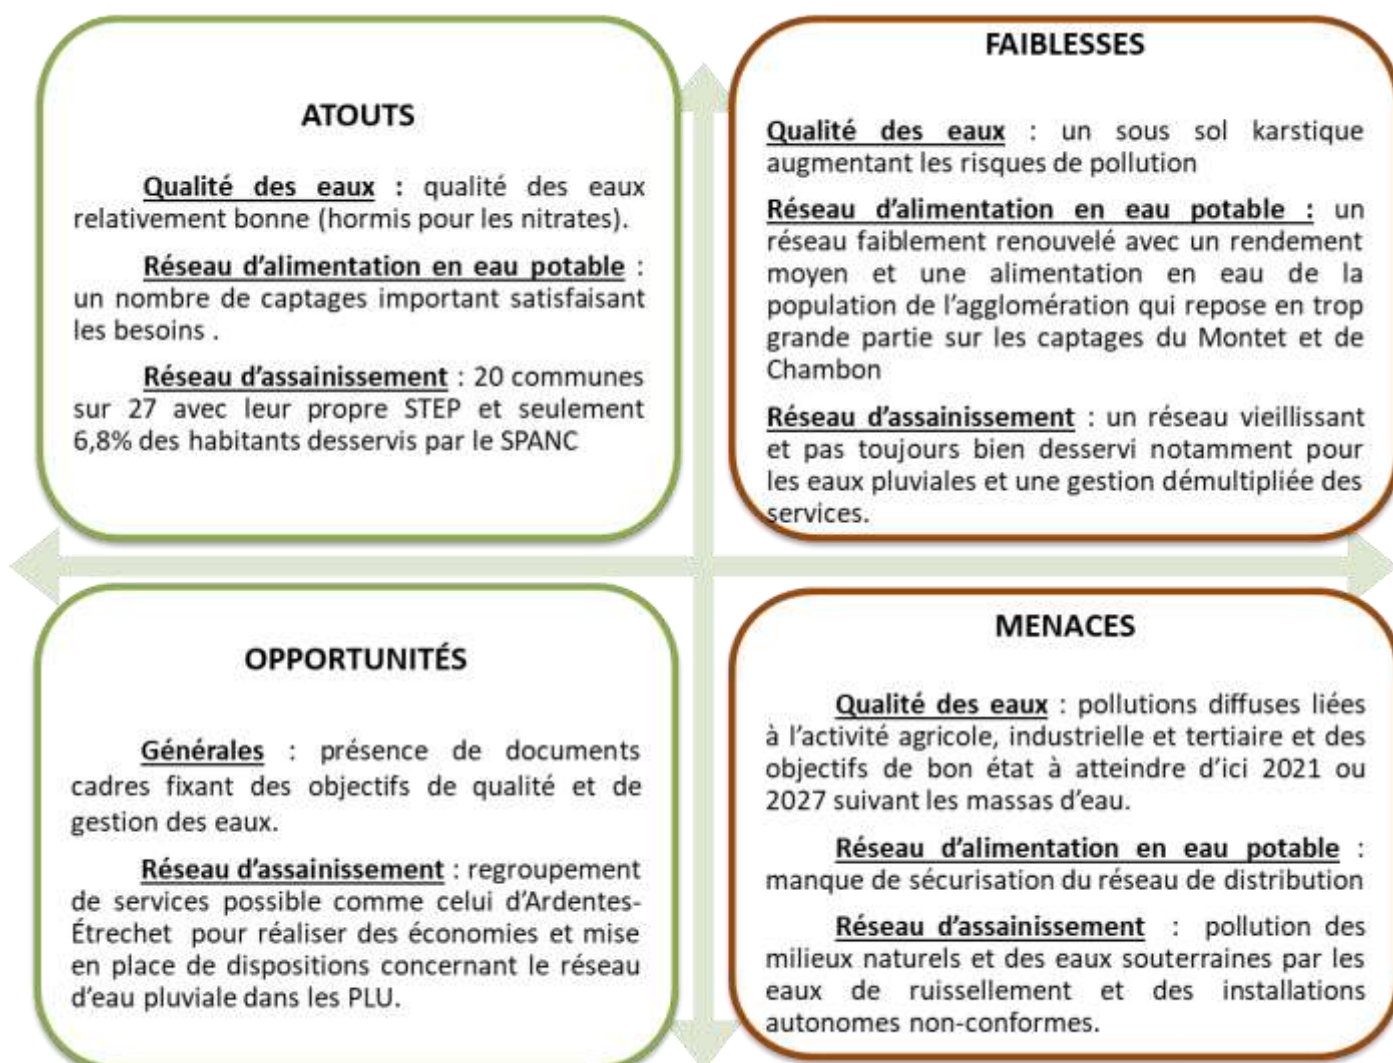 ATOUTS
Qualité des eaux : qualité des eaux
relativement bonne (hormis pour les nitrates).
Réseau d'alimentation en eau potable :
un nombre de captages important satisfaisant
les besoins .
Réseau d'assainissement : 20 communes
sur 27 avec leur propre STEP et seulement
6,8% des habitants desservis par le SPANC
FAIBLESSES
Qualité des eaux : un sous sol karstique
augmentant les risques de pollution
Réseau d'alimentation en eau potable : un
réseau faiblement renouvelé avec un rendement
moyen et une alimentation en eau de la
population de l'agglomération qui repose en trop
grande partie sur les captages du Montet et de
Chambon
Réseau d'assainissement : un réseau vieillissant
et pas toujours bien desservi notamment pour
les eaux pluviales et une gestion démultipliée des
services.
OPPORTUNITÉS
Générales : présence de documents
cadres fixant des objectifs de qualité et de
gestion des eaux.
Réseau d'assainissement : regroupement
de services possible comme celui d'Ardentes-
Étrechet pour réaliser des économies et mise
en place de dispositions concernant le réseau
d'eau pluviale dans les PLU.
MENACES
Qualité des eaux : pollutions diffuses liées
à l'activité agricole, industrielle et tertiaire et des
objectifs de bon état à atteindre d'ici 2021 ou
2027 suivant les massas d'eau.
Réseau d'alimentation en eau potable :
manque de sécurisation du réseau de distribution
Réseau d'assainissement : pollution des
milieux naturels et des eaux souterraines par les
eaux de ruissellement et des installations
autonomes non-conformes.